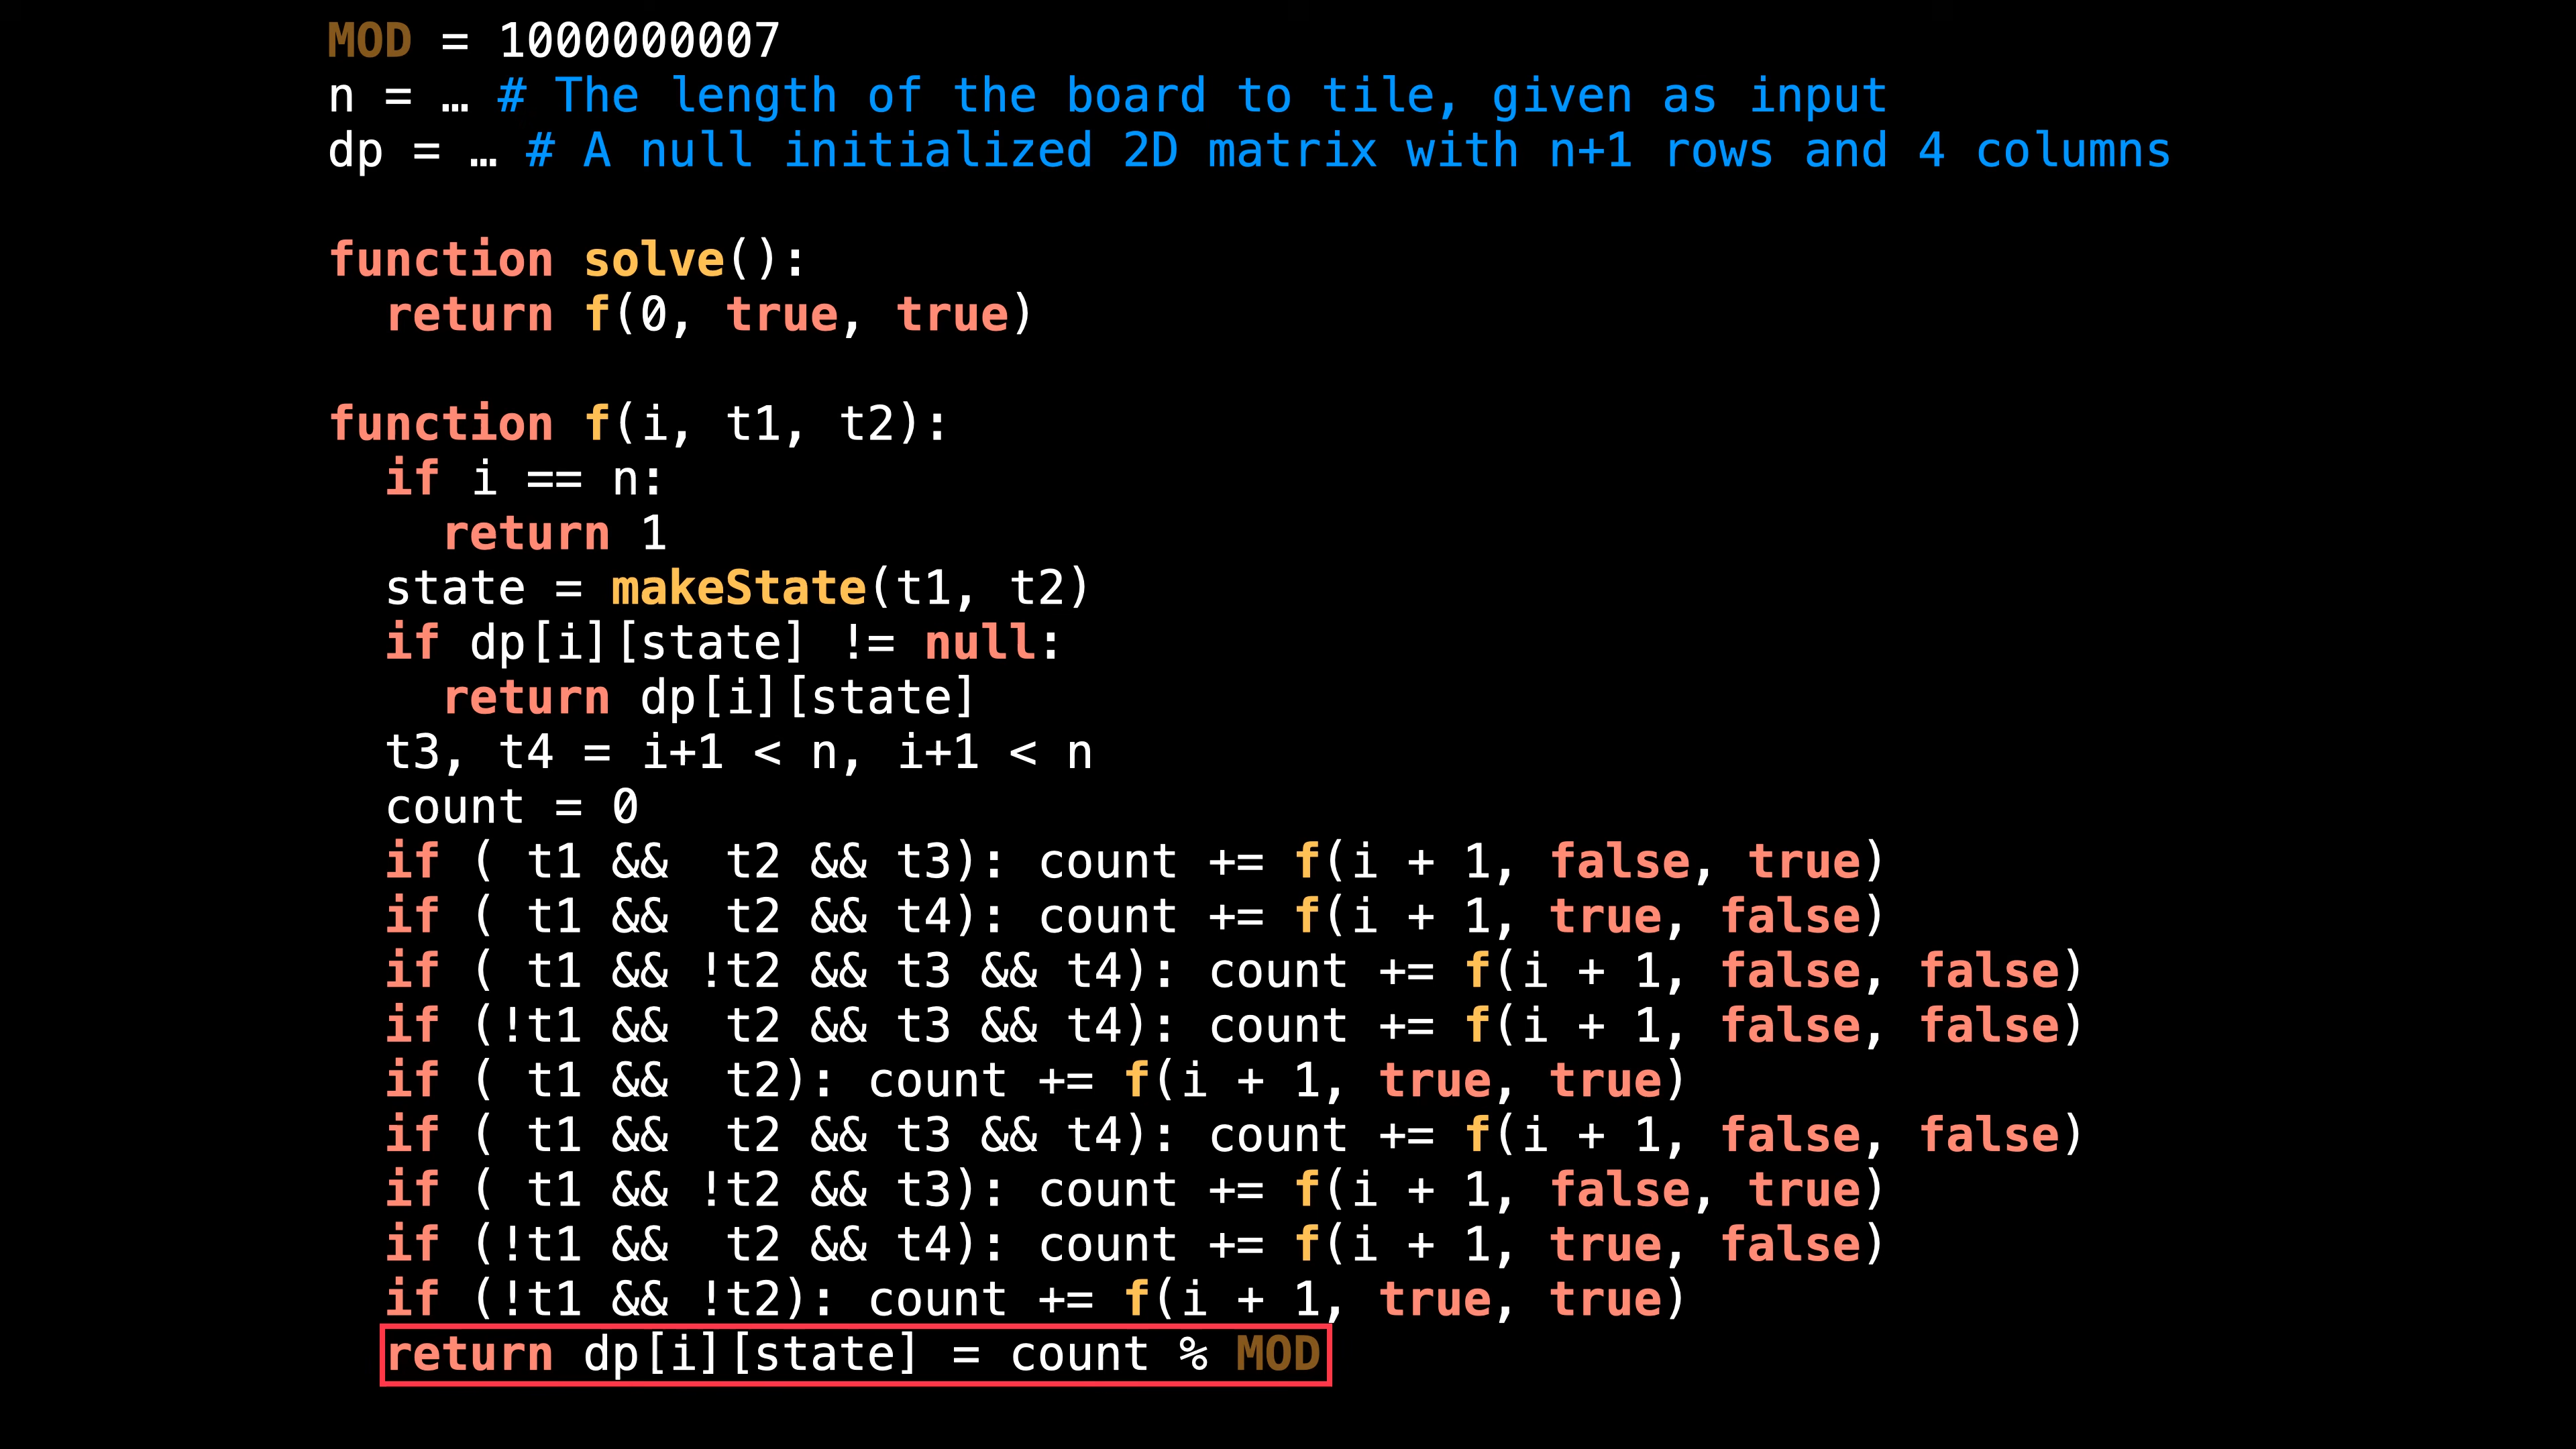 MOD = 1000000007
n = … # The length of the board to tile, given as input
dp = … # A null initialized 2D matrix with n+1 rows and 4 columns
function solve():
return f(0, true, true)
function f(i, t1, t2):
if i == n:
return 1
state = makeState(t1, t2)
if dp[i][state] != null:
return dp[i][state]
t3, t4 = i+1 < n, i+1 < n
count = 0
if ( t1 &&  t2 && t3): count += f(i + 1, false, true)
if ( t1 &&  t2 && t4): count += f(i + 1, true, false)
if ( t1 && !t2 && t3 && t4): count += f(i + 1, false, false)
if (!t1 &&  t2 && t3 && t4): count += f(i + 1, false, false)
if ( t1 &&  t2): count += f(i + 1, true, true)
if ( t1 &&  t2 && t3 && t4): count += f(i + 1, false, false)
if ( t1 && !t2 && t3): count += f(i + 1, false, true)
if (!t1 &&  t2 && t4): count += f(i + 1, true, false)
if (!t1 && !t2): count += f(i + 1, true, true)
return dp[i][state] = count % MOD